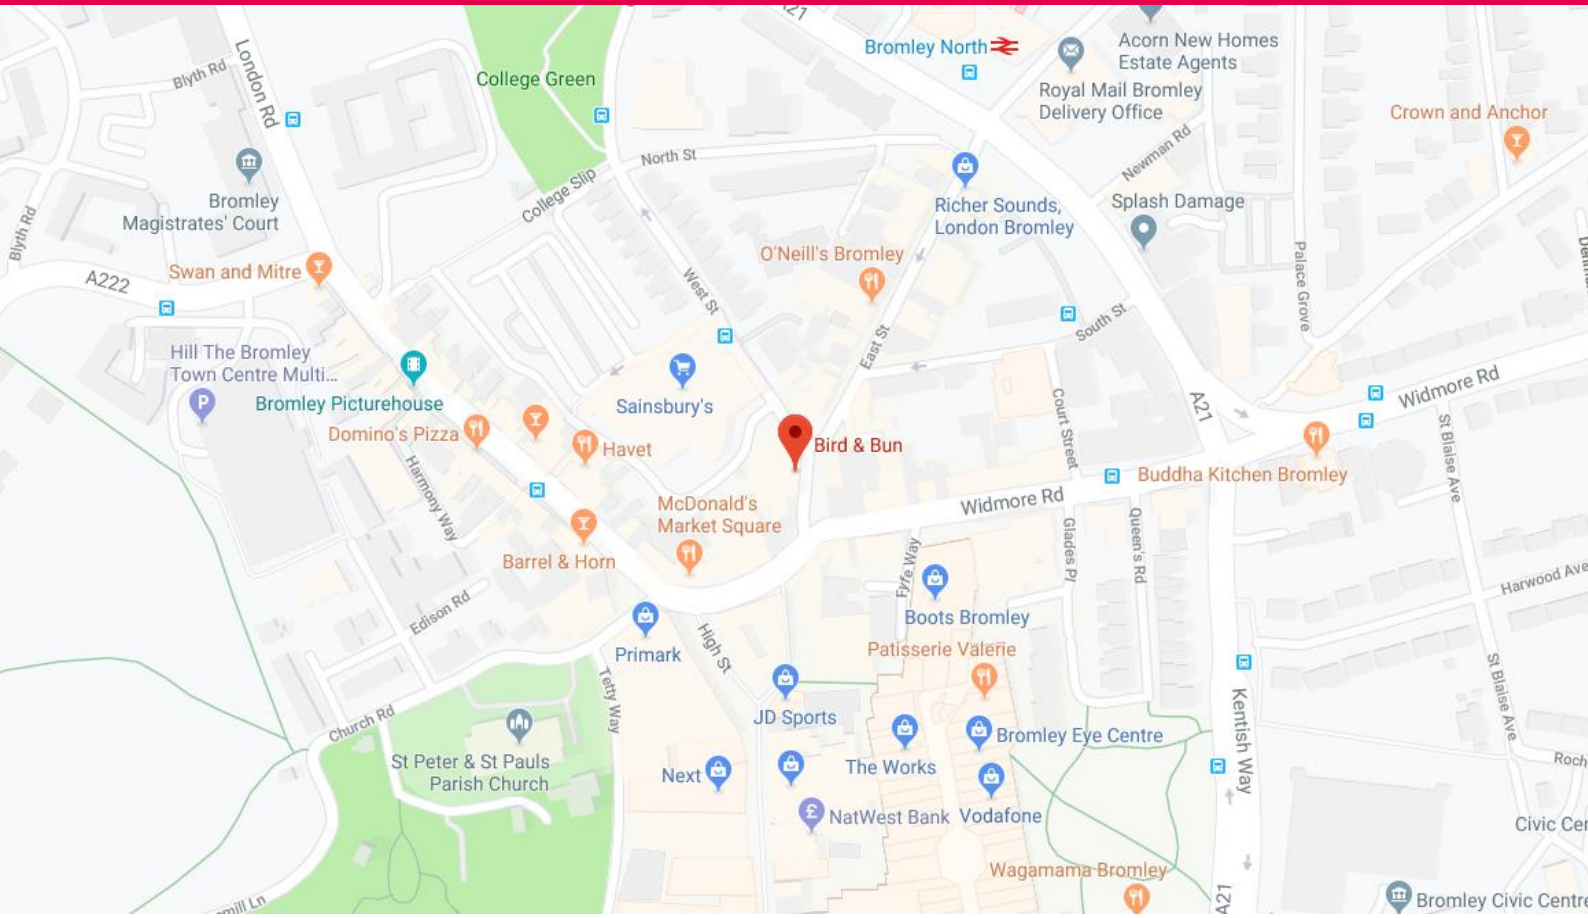 A21
Bromley North
Acorn New Homes
Estate Agents
London Rd
Blyth Rd
College Green
Royal Mail Bromley
Delivery Office
Crown and Anchor
Newman Rd
North St
Bromley
Magistrates' Court
College Slip
Richer Sounds,
London Bromley
Splash Damage
Blyth Rd
Swan and Mitre
A222
O'Neill's Bromley
West St
Palace Grove
South St
East St
Hill The Bromley
Town Centre Multi...
Bromley Picturehouse
Sainsbury's
Court Street
A21
Widmore Rd
Domino's Pizza
Havet
Bird & Bun
Harmony Way
Buddha Kitchen Bromley
St Blaise Ave
McDonald's
Market Square
Widmore Rd
Glades Pl
Queen's Rd
Barrel & Horn
Fyfe Way
Harwood Ave
Edison Rd
Boots Bromley
Primark
High St
Patisserie Valerie
Tetty Way
St Blaise Ave
Church Rd
JD Sports
Kentish Way
Bromley Eye Centre
St Peter & St Pauls
Parish Church
Next
The Works
Roch
NatWest Bank
Vodafone
Civic Cer
Wagamama Bromley
A21
mill Ln
Bromley Civic Centre